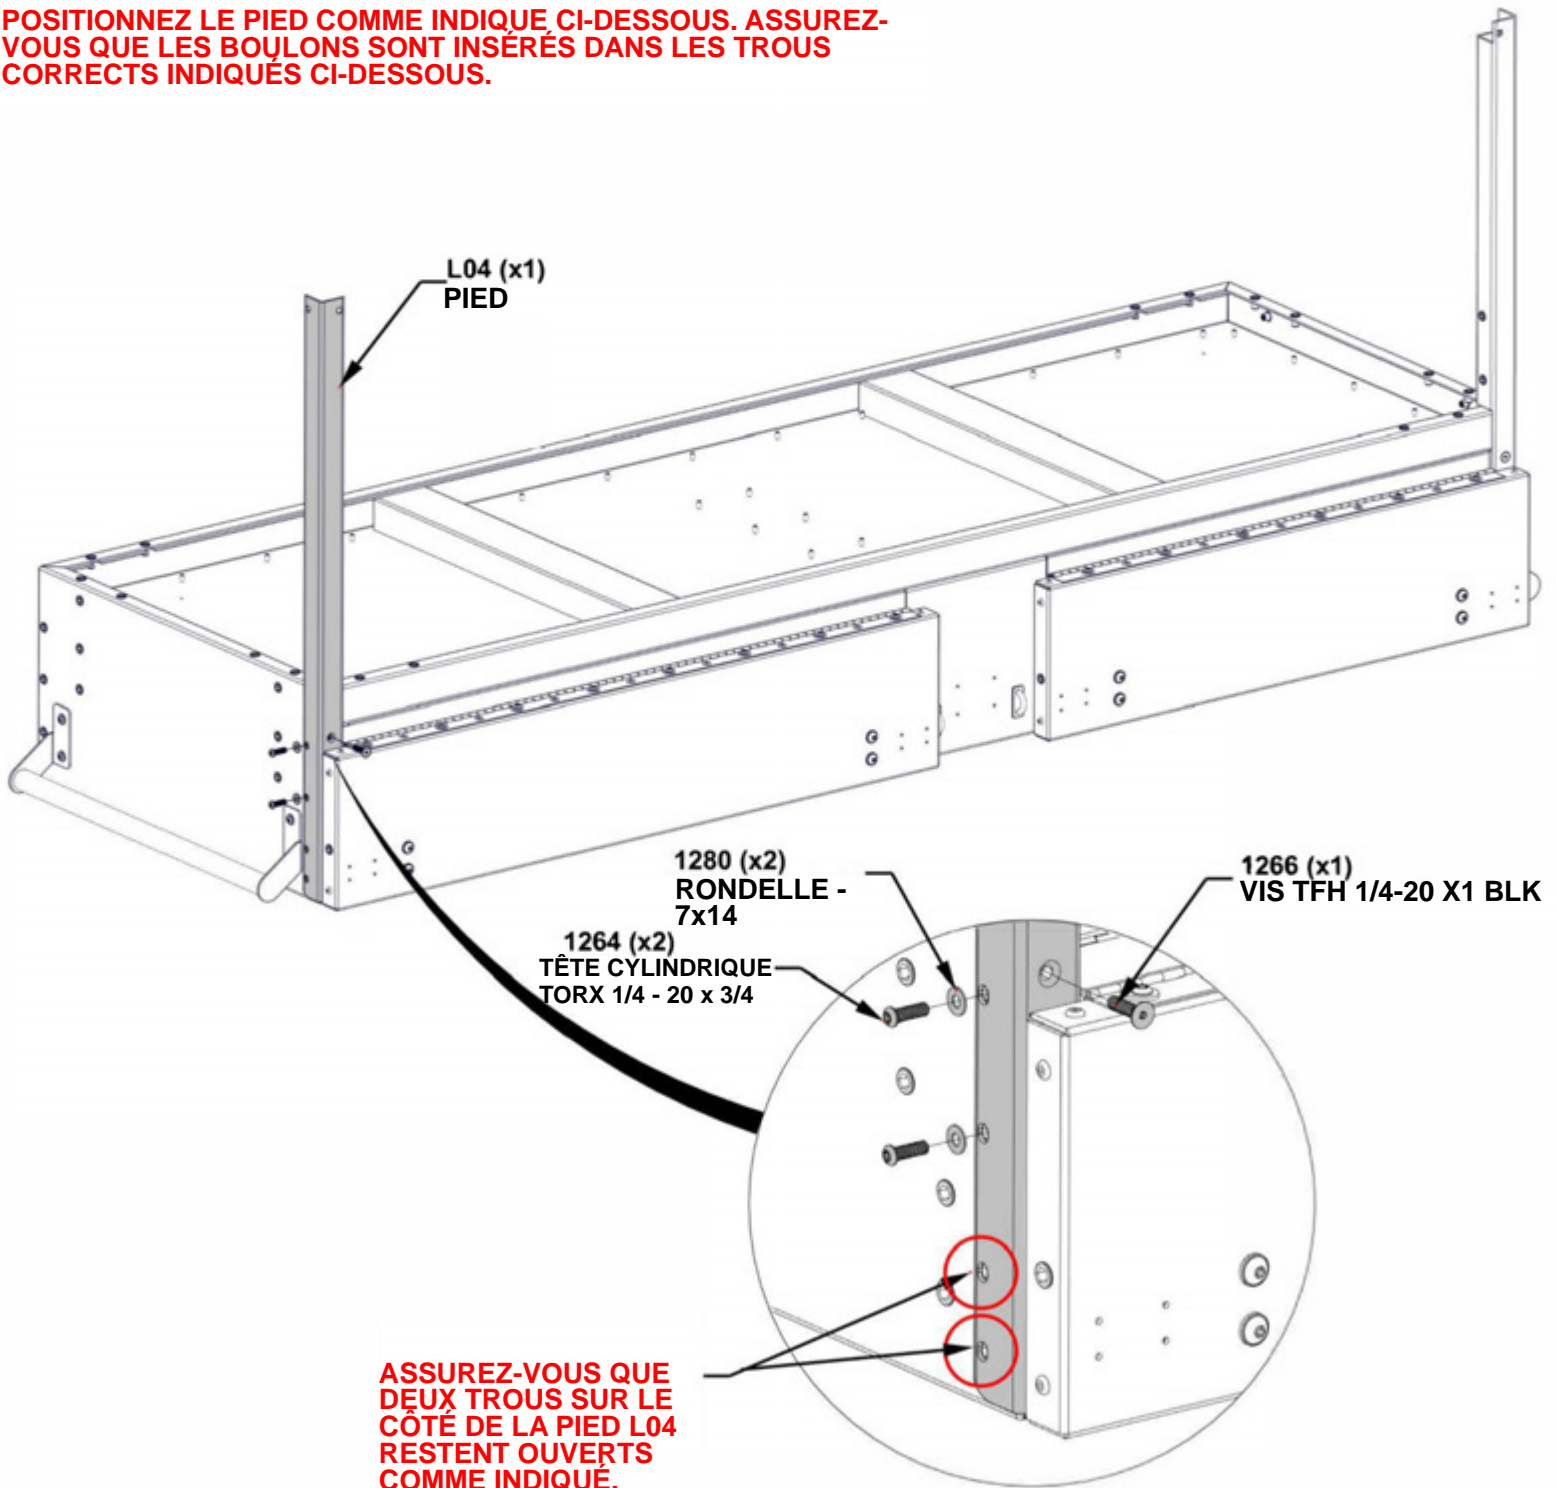 POSITIONNEZ LE PIED COMME INDIQUE CI-DESSOUS. ASSUREZ-
VOUS QUE LES BOULONS SONT INSÉRÉS DANS LES TROUS
CORRECTS INDIQUÉS CI-DESSOUS.
L04 (x1)
PIED
1280 (x2)
RONDELLE -
7x14
1266 (x1)
VIS TFH 1/4-20 X1 BLK
1264 (x2)
TÊTE CYLINDRIQUE
TORX 1/4 - 20 x 3/4
ASSUREZ-VOUS QUE
DEUX TROUS SUR LE
CÔTÉ DE LA PIED L04
RESTENT OUVERTS
COMME INDIQUÉ.